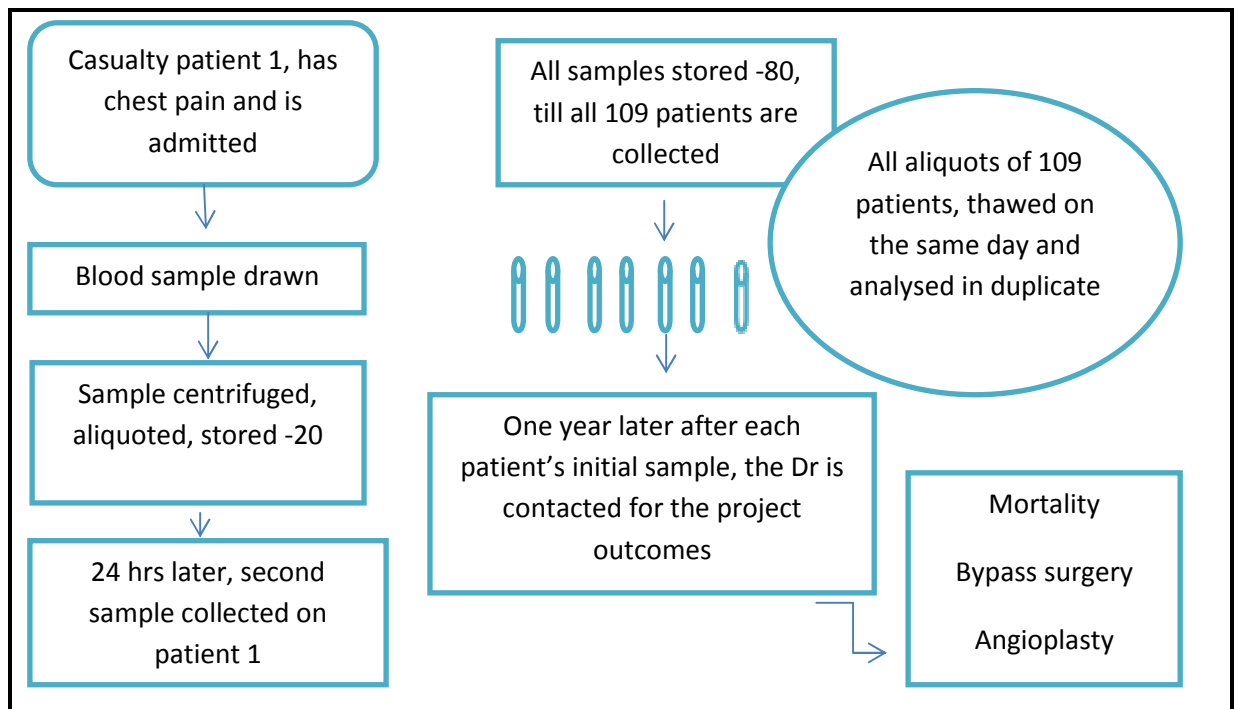 Casualty patient 1, has
chest pain and is
admitted
Blood sample drawn
Sample centrifuged,
aliquoted, stored -20
24 hrs later, second
sample collected on
patient 1
All samples stored -80,
till all 109 patients are
collected
All aliquots of 109
patients, thawed on
the same day and
analysed in duplicate
One year later after each
patient’s initial sample, the Dr is
contacted for the project
outcomes
Mortality
Bypass surgery
Angioplasty